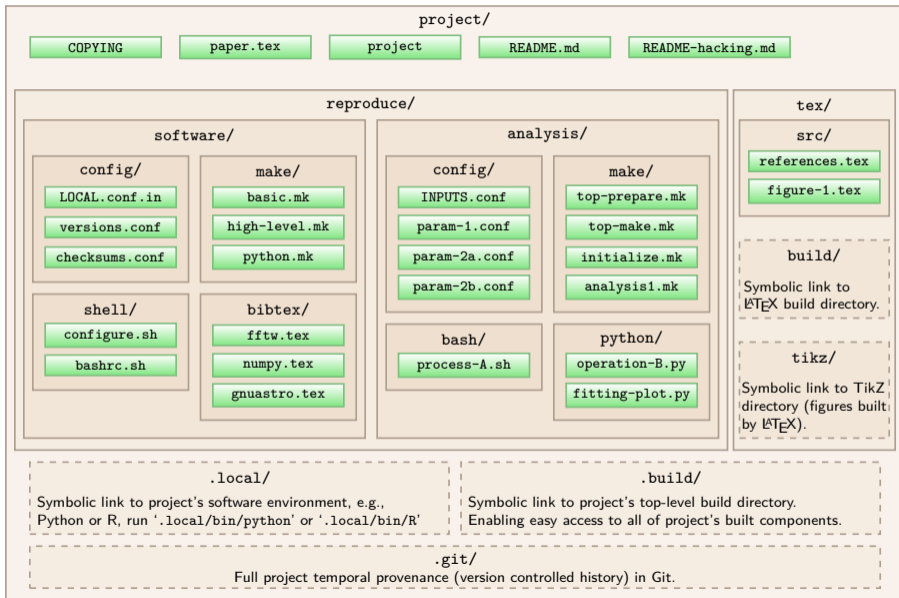 project/
COPYING
paper.tex
project
README.md
README-hacking.md
reproduce/
software/
config/
LOCAL.conf.in
versions.conf
checksums.conf
make/
basic.mk
high-level.mk
python.mk
shell/
configure.sh
bashrc.sh
bibtex/
fftw.tex
numpy.tex
gnuastro.tex
analysis/
config/
INPUTS.conf
param-1.conf
param-2a.conf
param-2b.conf
make/
top-prepare.mk
top-make.mk
initialize.mk
analysis1.mk
bash/
process-A.sh
python/
operation-B.py
fitting-plot.py
tex/
src/
references.tex
figure-1.tex
build/
Symbolic link to
LATEX build directory.
tikz/
Symbolic link to TikZ
directory (figures built
by LATEX).
.local/
Symbolic link to project's software environment, e.g.,
Python or R, run '.local/bin/python' or '.local/bin/R'
.build/
Symbolic link to project's top-level build directory.
Enabling easy access to all of project's built components.
.git/
Full project temporal provenance (version controlled history) in Git.